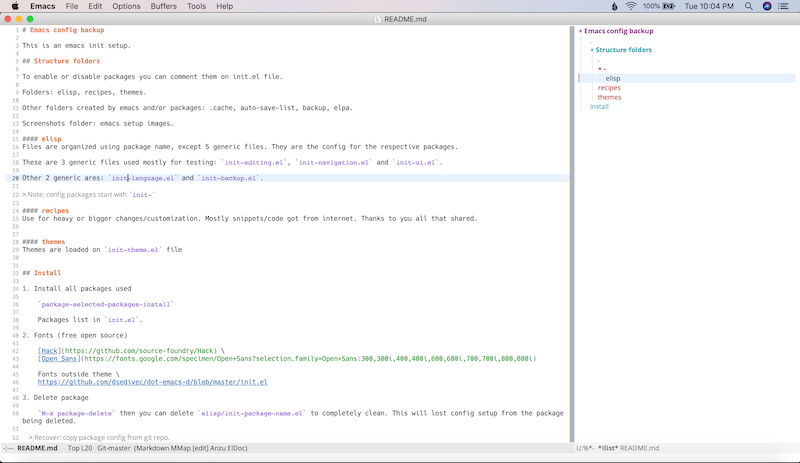 Emacs File Edit Options Buffers Tools Help 100% Tue 10:04 PM
README.md
1 # Emacs config backup
2
3 This is an emacs init setup.
4
5 ## Structure folders
6
7 To enable or disable packages you can comment them on init.el file.
8
9 Folders: elisp, recipes, themes.
10
11 Other folders created by emacs and/or packages: .cache, auto-save-list, backup, elpa.
12
13 Screenshots folder: emacs setup images.
14
15 #### elisp
16 Files are organized using package name, except 5 generic files. They are the config for the respective packages.
17
18 These are 3 generic files used mostly for testing: `init-editing.el`, `init-navigation.el` and `init-ui.el`.
19
20 Other 2 generic ares: `init-language.el` and `init-backup.el`.
21
22 > Note: config packages start with `init-`
23
24 #### recipes
25 Use for heavy or bigger changes/customization. Mostly snippets/code got from internet. Thanks to you all that shared.
26
27
28 #### themes
29 Themes are loaded on `init-theme.el` file
30
31
32 ## Install
33
34 1. Install all packages used
35
36 `package-selected-packages-install`
37
38 Packages list in `init.el`.
39
40 2. Fonts (free open source)
41
42 [Hack](https://github.com/source-foundry/Hack) \
43 [Open Sans](https://fonts.google.com/specimen/Open+Sans?selection.family=Open+Sans:300,300i,400,400i,600,600i,700,700i,800,800i)
44
45 Fonts outside theme \
46 https://github.com/dsedivec/dot-emacs-d/blob/master/init.el
47
48 3. Delete package
49
50 `M-x package-delete` then you can delete `elisp/init-package-name.el` to completely clean. This will lost config setup from the package
being deleted.
51
52 > Recover: copy package config from git repo.
-:--- README.md Top L20 Git-master (Markdown MMap [edit] Anzu ElDoc)
+ Emacs config backup
-
+ Structure folders
-
+ -
elisp
recipes
themes
Install
U:%*- *Ilist* README.md